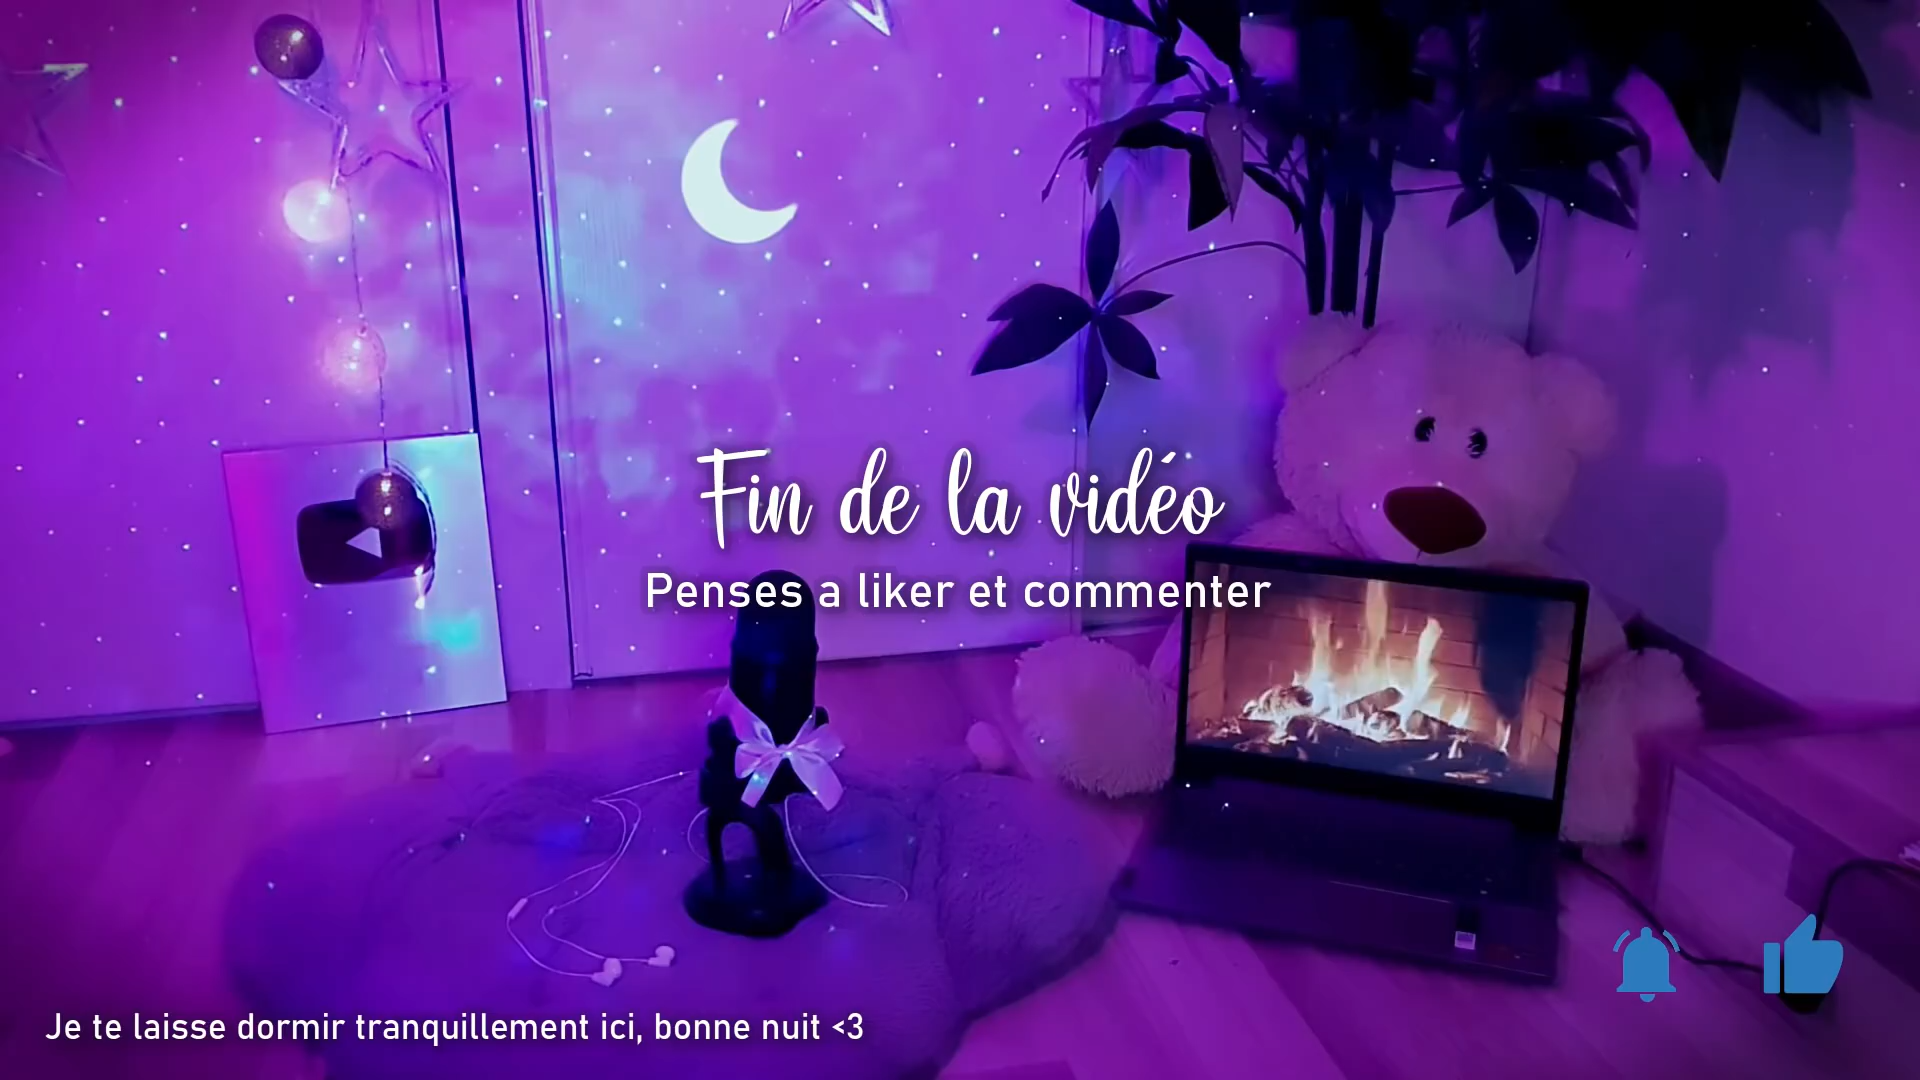 Fin de la vidéo
Penses a liker et commenter
Je te laisse dormir tranquillement ici, bonne nuit <3